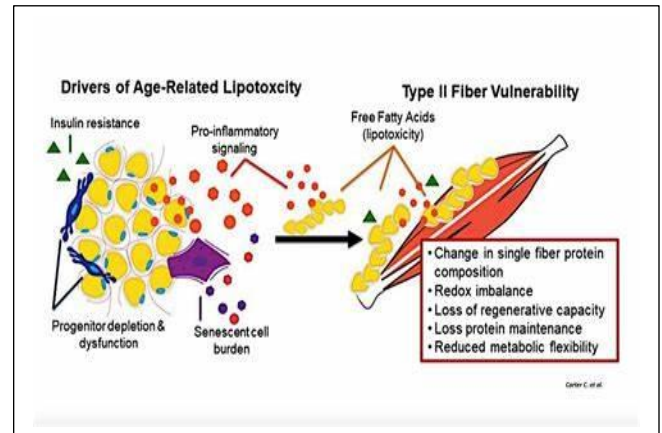 Drivers of Age-Related Lipotoxcity
Type II Fiber Vulnerability
Insulin resistance
Pro-inflammatory
signaling
Free Fatty Acids
(lipotoxicity)
Progenitor depletion &
dysfunction
Senescent cell
burden
• Change in single fiber protein
composition
• Redox imbalance
• Loss of regenerative capacity
• Loss protein maintenance
• Reduced metabolic flexibility
Carter C. et al.